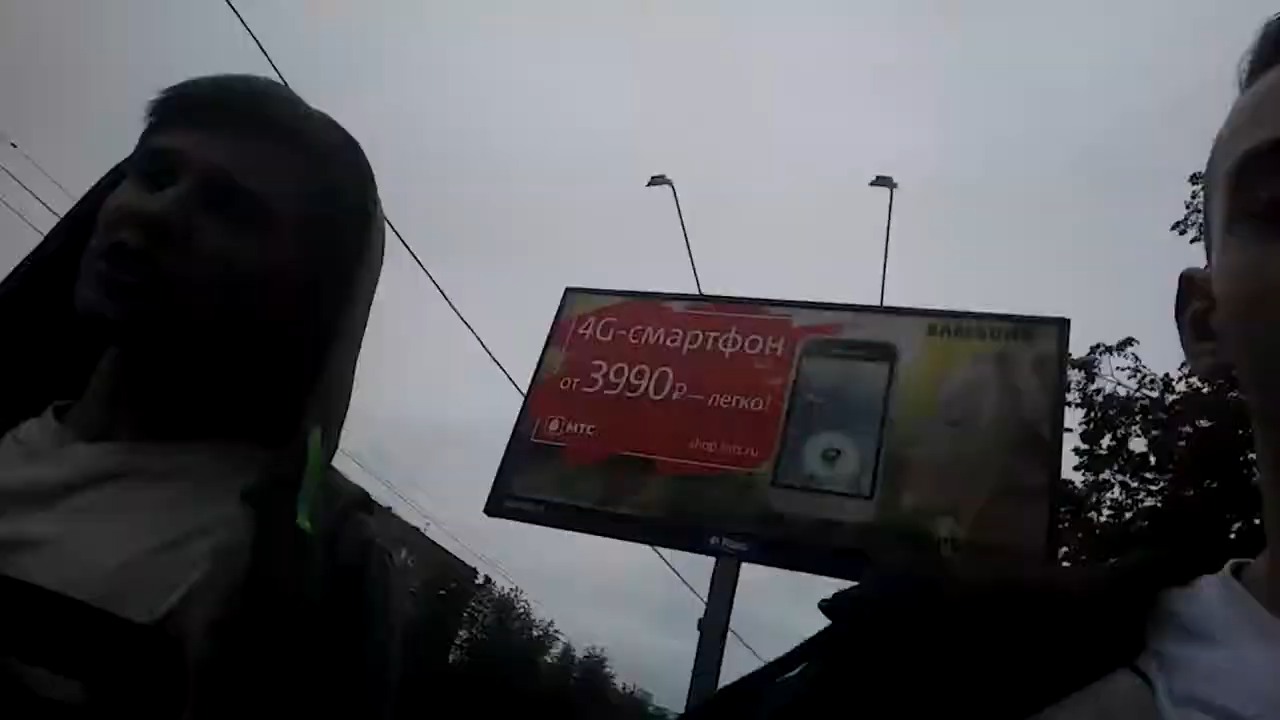 4G-смартфон
от 3990₽ – легко!
МТС
shop.mts.ru
SAMSUNG